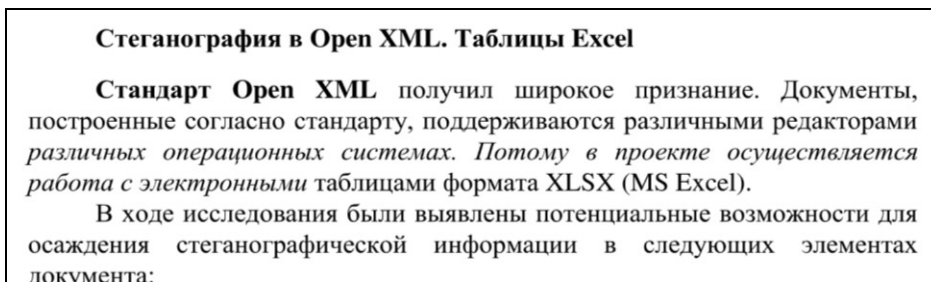 Стеганография в Open XML. Таблицы Excel
Стандарт Open XML получил широкое признание. Документы,
построенные согласно стандарту, поддерживаются различными редакторами
различных операционных системах. Потому в проекте осуществляется
работа с электронными таблицами формата XLSX (MS Excel).
В ходе исследования были выявлены потенциальные возможности для
осаждения стеганографической информации в следующих элементах
документа: